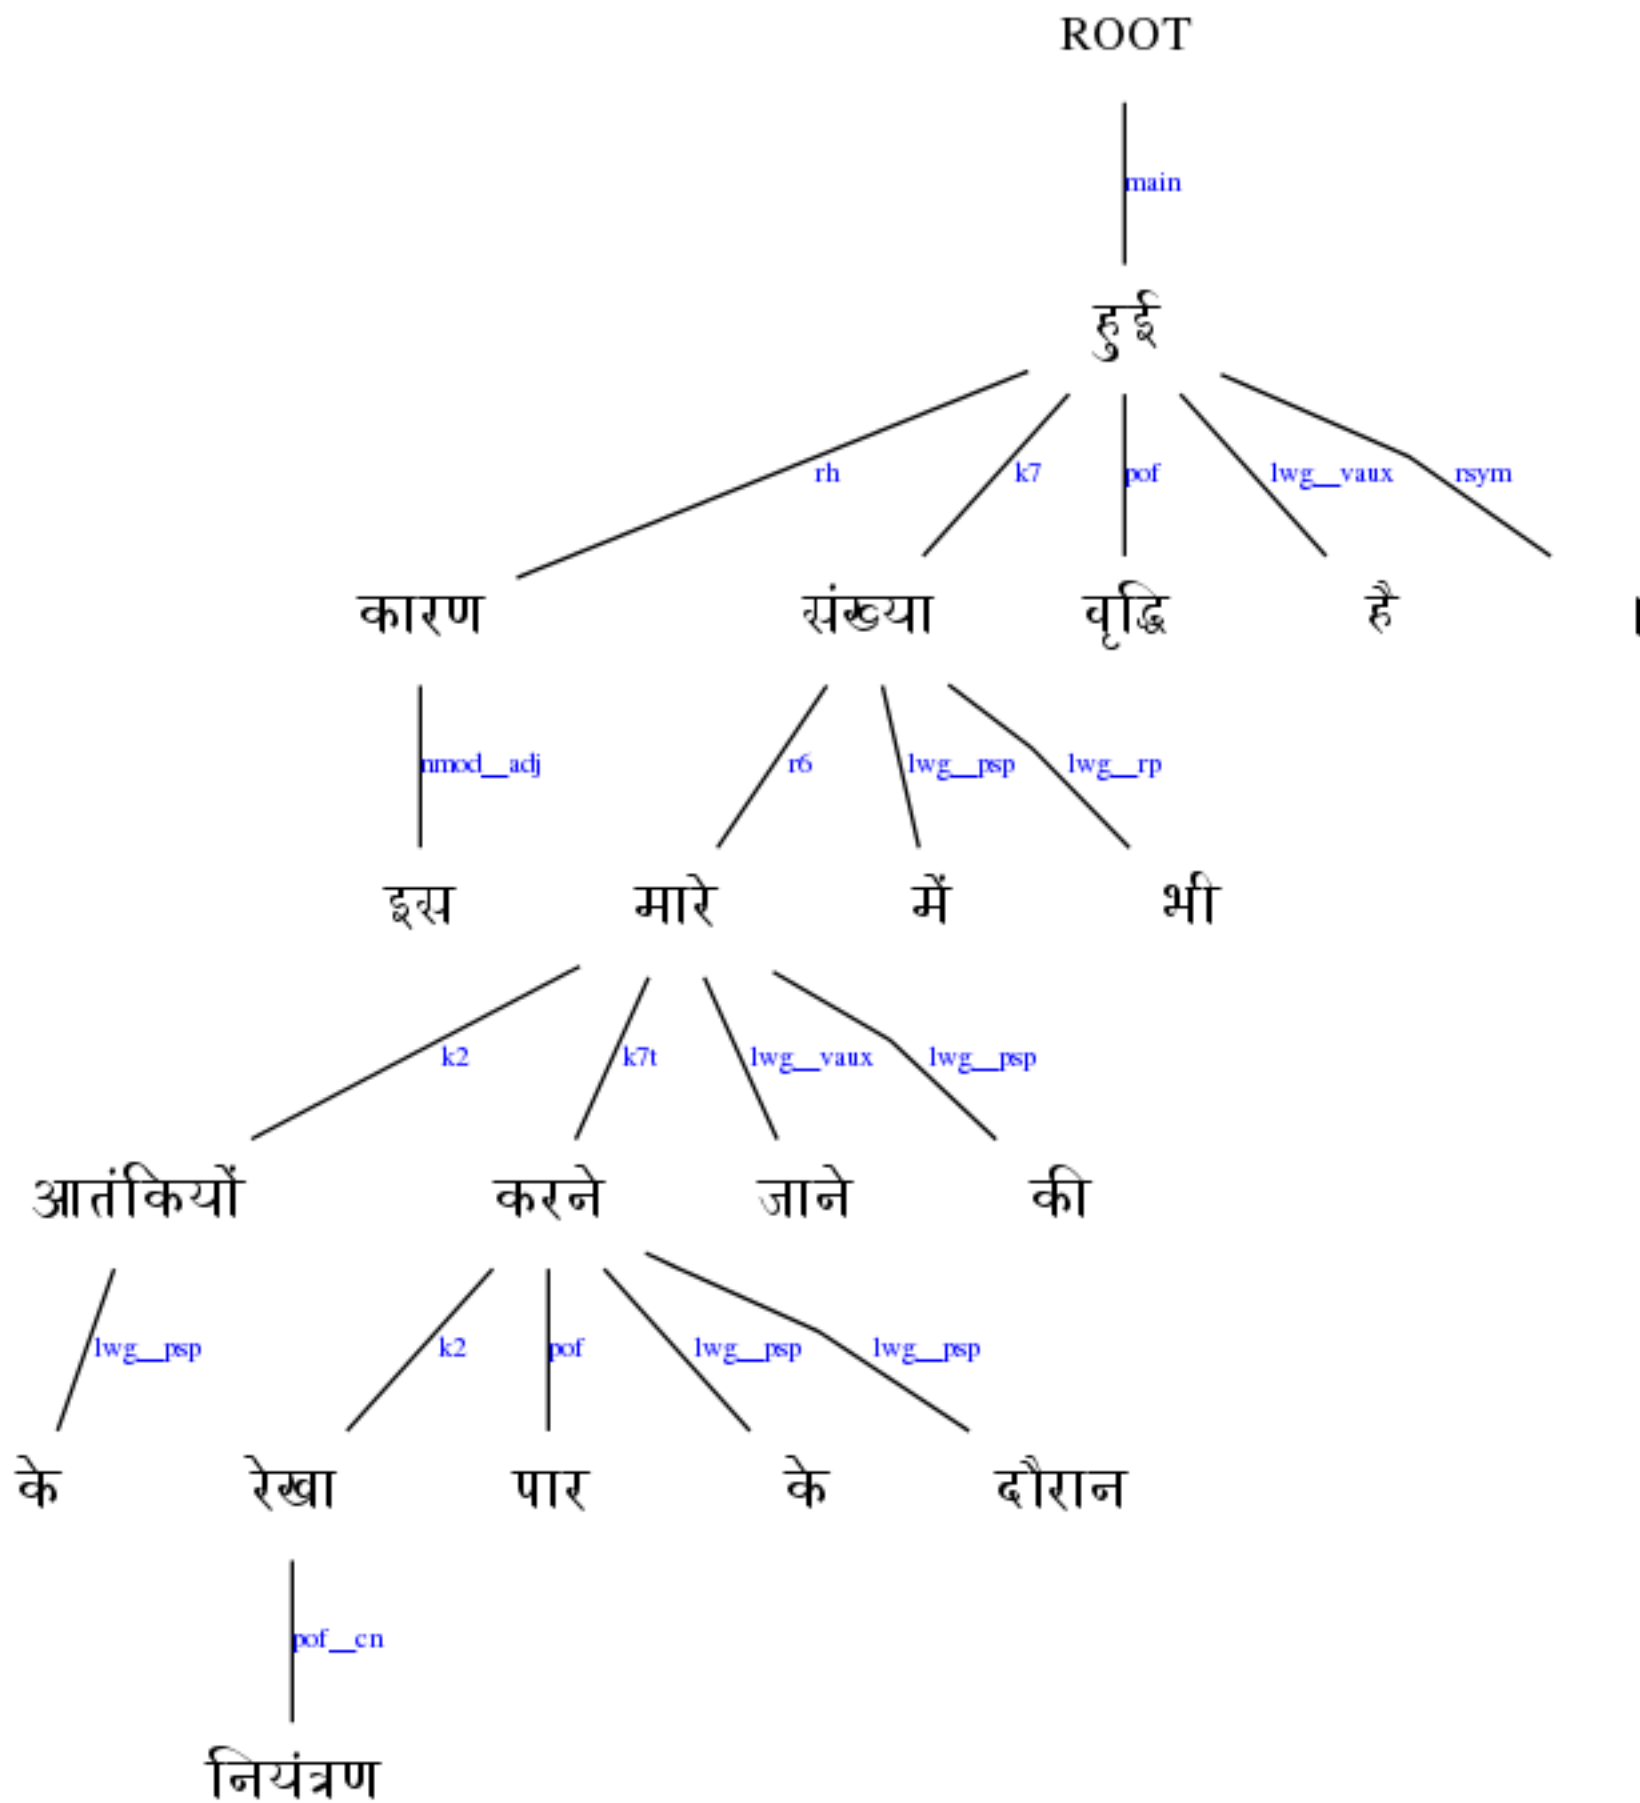 ROOT
main
हुई
rh k7 pof lwg__vaux rsym
कारण संख्या वृद्धि है ।
nmod__adj r6 lwg__psp lwg__rp
इस मारे में भी
k2 k7t lwg__vaux lwg__psp
आतंकियों करने जाने की
lwg__psp k2 pof lwg__psp lwg__psp
के रेखा पार के दौरान
pof__cn
नियंत्रण